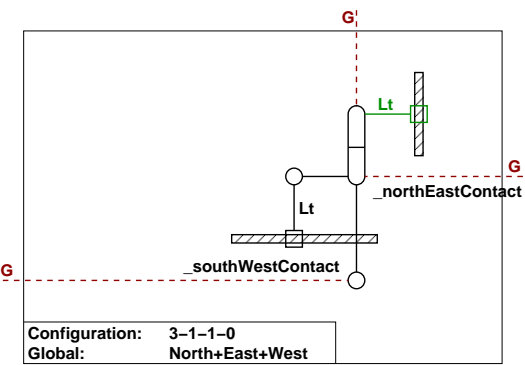 G
Lt
G
_northEastContact
Lt
_southWestContact
G
Configuration: 3–1–1–0
Global: North+East+West